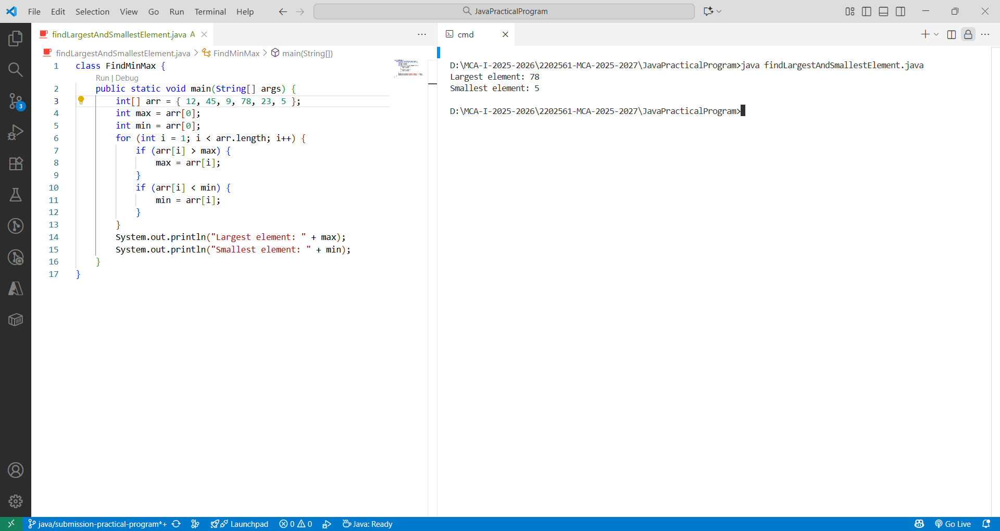 File Edit Selection View Go Run Terminal Help
JavaPracticalProgram
findLargestAndSmallestElement.java A
findLargestAndSmallestElement.java > FindMinMax > main(String[])
1 class FindMinMax {
Run | Debug
2 public static void main(String[] args) {
3 int[] arr = { 12, 45, 9, 78, 23, 5 };
4 int max = arr[0];
5 int min = arr[0];
6 for (int i = 1; i < arr.length; i++) {
7 if (arr[i] > max) {
8 max = arr[i];
9 }
10 if (arr[i] < min) {
11 min = arr[i];
12 }
13 }
14 System.out.println("Largest element: " + max);
15 System.out.println("Smallest element: " + min);
16 }
17 }
cmd
D:\MCA-I-2025-2026\2202561-MCA-2025-2027\JavaPracticalProgram>java findLargestAndSmallestElement.java
Largest element: 78
Smallest element: 5
D:\MCA-I-2025-2026\2202561-MCA-2025-2027\JavaPracticalProgram>
3
java/submission-practical-program*+ Launchpad 0 0 Java: Ready Go Live